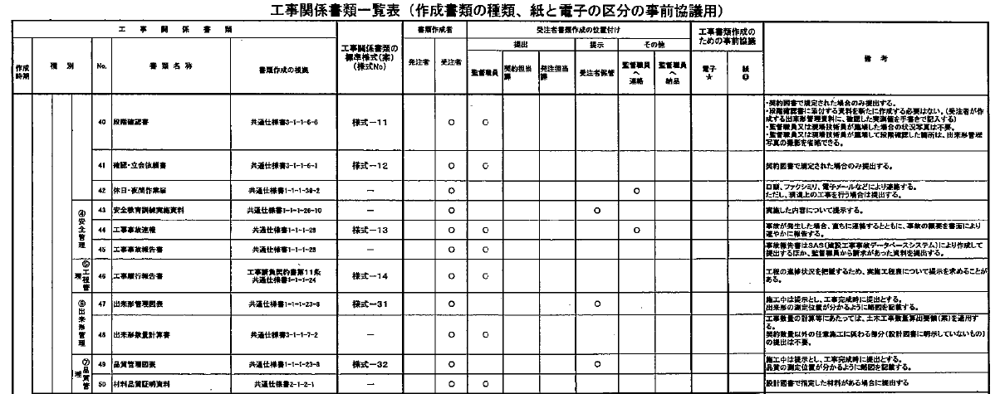 工事関係書類一覧表（作成書類の種類、紙と電子の区分の事前協議用）
工事関係書類
工事関係書類の標準様式(案)(様式No)
書類作成者
受注者書類作成の位置付け
工事書類作成のための事前協議
備考
作成時期
種別
No.
書類名称
書類作成の根拠
発注者
受注者
提出
提示
その他
監督職員
契約担当課
発注担当課
受注者保管
監督職員へ連絡
監督職員へ納品
電子☆
紙◎
40 段階確認書 共通仕様書3-1-1-6-6 様式－11 ○ ○
・契約図書で規定された場合のみ提出する。
・段階確認書に添付する資料を新たに作成する必要はない。(受注者が作成する出来形管理資料に、確認した実測値を手書きで記入する)
・監督職員又は現場技術員が臨場した場合の状況写真は不要。
・監督職員又は現場技術員が臨場して段階確認した箇所は、出来形管理写真の撮影を省略できる。
41 確認・立会依頼書 共通仕様書3-1-1-6-1 様式－12 ○ ○ 契約図書で規定された場合のみ提出する。
42 休日・夜間作業届 共通仕様書1-1-1-36-2 － ○ ○
口頭、ファクシミリ、電子メールなどにより連絡する。
ただし、現道上の工事を行う場合は提出する。
④安全管理
43 安全教育訓練実施資料 共通仕様書1-1-1-26-10 － ○ ○ 実施した内容について提示する。
44 工事事故速報 共通仕様書1-1-1-29 様式－13 ○ ○ ○
事故が発生した場合、直ちに連絡するとともに、事故の概要を書面により速やかに報告する。
45 工事事故報告書 共通仕様書1-1-1-29 － ○ ○
事故報告書はSAS(建設工事事故データベースシステム)により作成して提出するほか、監督職員から請求があった資料を提出する。
⑤工程管理
46 工事履行報告書 工事請負契約書第11条
共通仕様書1-1-1-24 様式－14 ○ ○
工程の進捗状況を把握するため、実施工程表について提示を求めることがある。
⑥出来形管理
47 出来形管理図表 共通仕様書1-1-1-23-8 様式－31 ○ ○
施工中は提示とし、工事完成時に提出とする。
出来形の測定位置が分かるように略図を記載する。
48 出来形数量計算書 共通仕様書3-1-1-7-2 － ○ ○
工事数量の計算等にあたっては、土木工事数量算出要領(案)を適用する。
契約数量以外の任意施工に係わる部分(設計図書に明示していないもの)の提出は不要。
⑦品質管理
49 品質管理図表 共通仕様書1-1-1-23-8 様式－32 ○ ○
施工中は提示とし、工事完成時に提出とする。
品質の測定位置が分かるように略図を記載する。
50 材料品質証明資料 共通仕様書2-1-2-1 － ○ ○ 設計図書で指定した材料がある場合に提出する